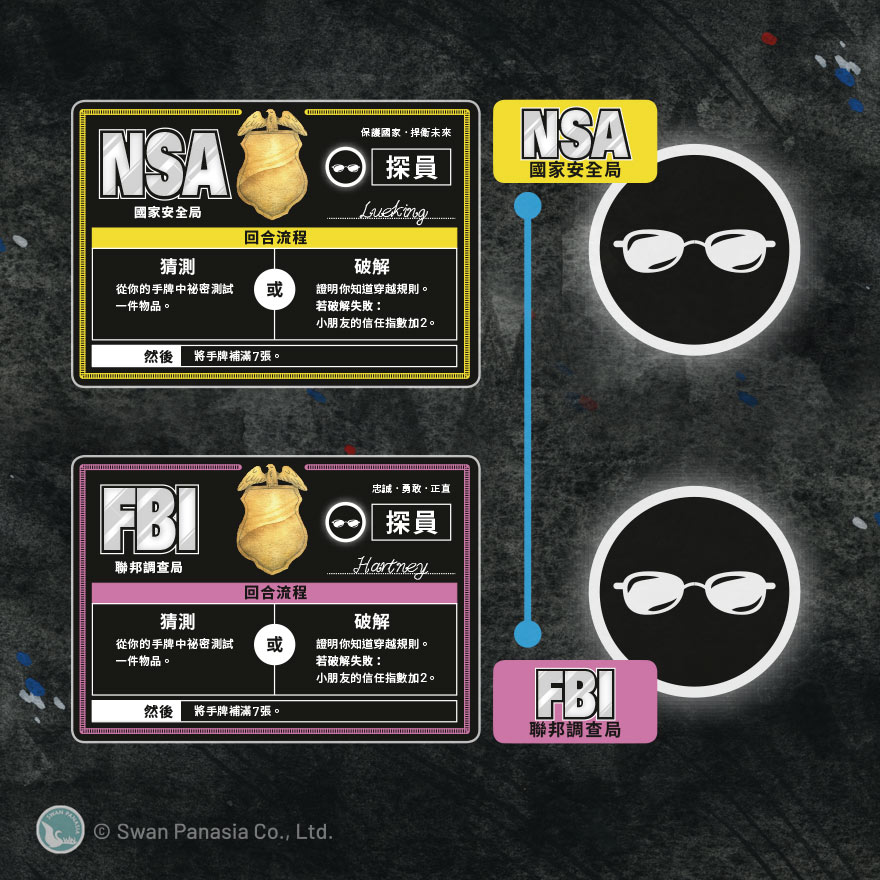 NSA
國家安全局
保護國家・捍衛未來
探員
Lueking
回合流程
猜測
從你的手牌中祕密測試
一件物品。
或
破解
證明你知道穿越規則。
若破解失敗：
小朋友的信任指數加2。
然後
將手牌補滿7張。
NSA
國家安全局
FBI
聯邦調查局
忠誠・勇敢・正直
探員
Hartney
回合流程
猜測
從你的手牌中祕密測試
一件物品。
或
破解
證明你知道穿越規則。
若破解失敗：
小朋友的信任指數加2。
然後
將手牌補滿7張。
FBI
聯邦調查局
SWAN PANASIA
© Swan Panasia Co., Ltd.